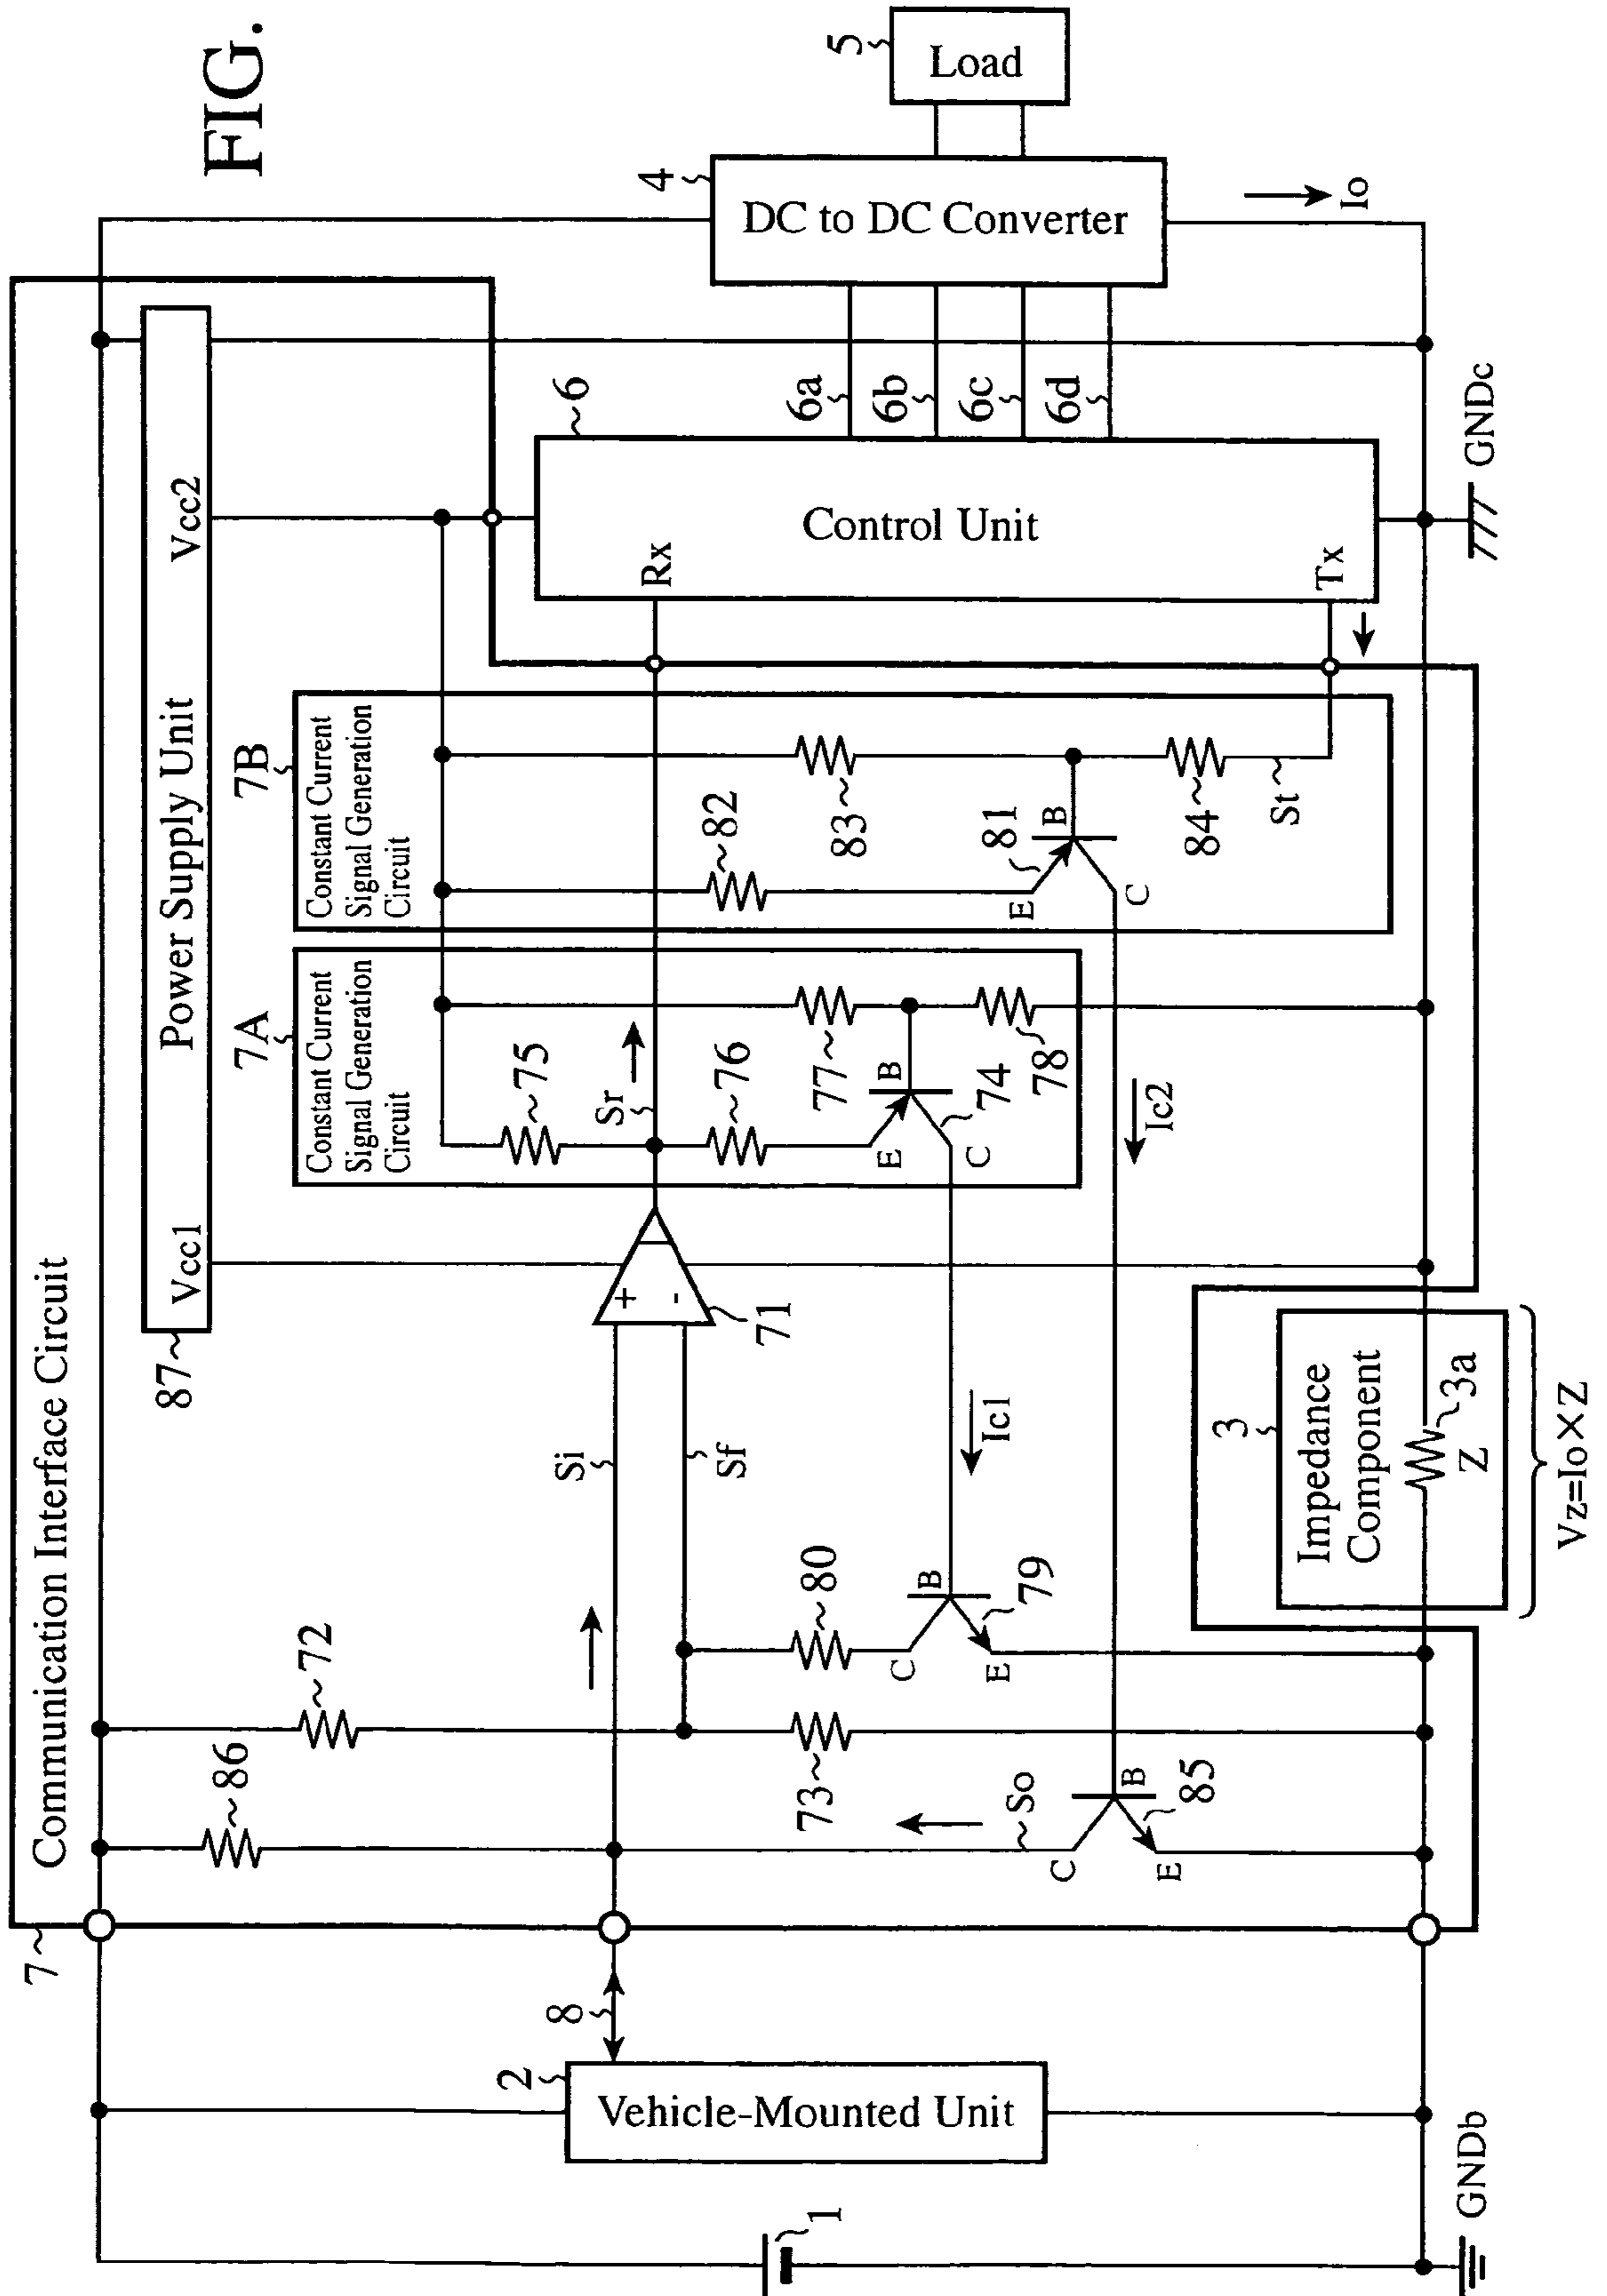 FIG.
Communication Interface Circuit
7
87
Power Supply Unit
Vcc1
Vcc2
7A
Constant Current
Signal Generation
Circuit
7B
Constant Current
Signal Generation
Circuit
86
72
75
Sr
76
77
B
E
C
74
78
82
83
81
B
E
C
84
St
6
Rx
Control Unit
Tx
6a
6b
6c
6d
4
DC to DC Converter
5
Load
Io
GNDc
8
2
Vehicle-Mounted Unit
1
GNDb
Si
Sf
+
-
71
80
73
C
B
E
79
Ic1
Ic2
So
C
B
E
85
3
Impedance
Component
3a
Z
Vz=Io×Z